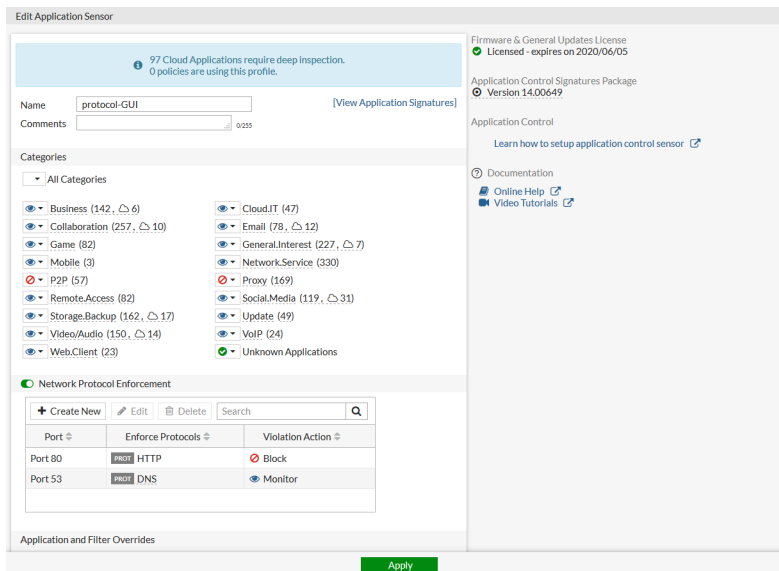 Edit Application Sensor
97 Cloud Applications require deep inspection.
0 policies are using this profile.
Name protocol-GUI [View Application Signatures]
Comments 0/255
Categories
All Categories
Business (142, 6) Cloud.IT (47)
Collaboration (257, 10) Email (78, 12)
Game (82) General.Interest (227, 7)
Mobile (3) Network.Service (330)
P2P (57) Proxy (169)
Remote.Access (82) Social.Media (119, 31)
Storage.Backup (162, 17) Update (49)
Video/Audio (150, 14) VoIP (24)
Web.Client (23) Unknown Applications
Network Protocol Enforcement
+ Create New Edit Delete Search
Port Enforce Protocols Violation Action
Port 80 PROT HTTP Block
Port 53 PROT DNS Monitor
Application and Filter Overrides
Firmware & General Updates License
Licensed - expires on 2020/06/05
Application Control Signatures Package
Version 14.00649
Application Control
Learn how to setup application control sensor
Documentation
Online Help
Video Tutorials
Apply